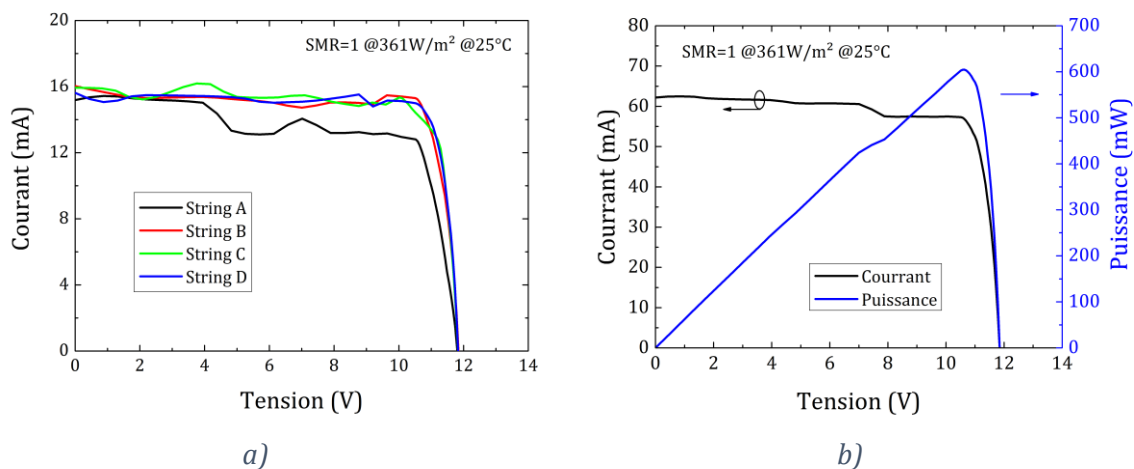 SMR=1 @361W/m² @25°C
Courrant (mA)
20
16
12
8
4
0
String A
String B
String C
String D
0 2 4 6 8 10 12 14
Tension (V)
a)
SMR=1 @361W/m² @25°C
Courrant (mA)
80
70
60
50
40
30
20
10
0
Courrant
Puissance
0 2 4 6 8 10 12 14
Tension (V)
700
600
500
400
300
200
100
0
Puissance (mW)
b)